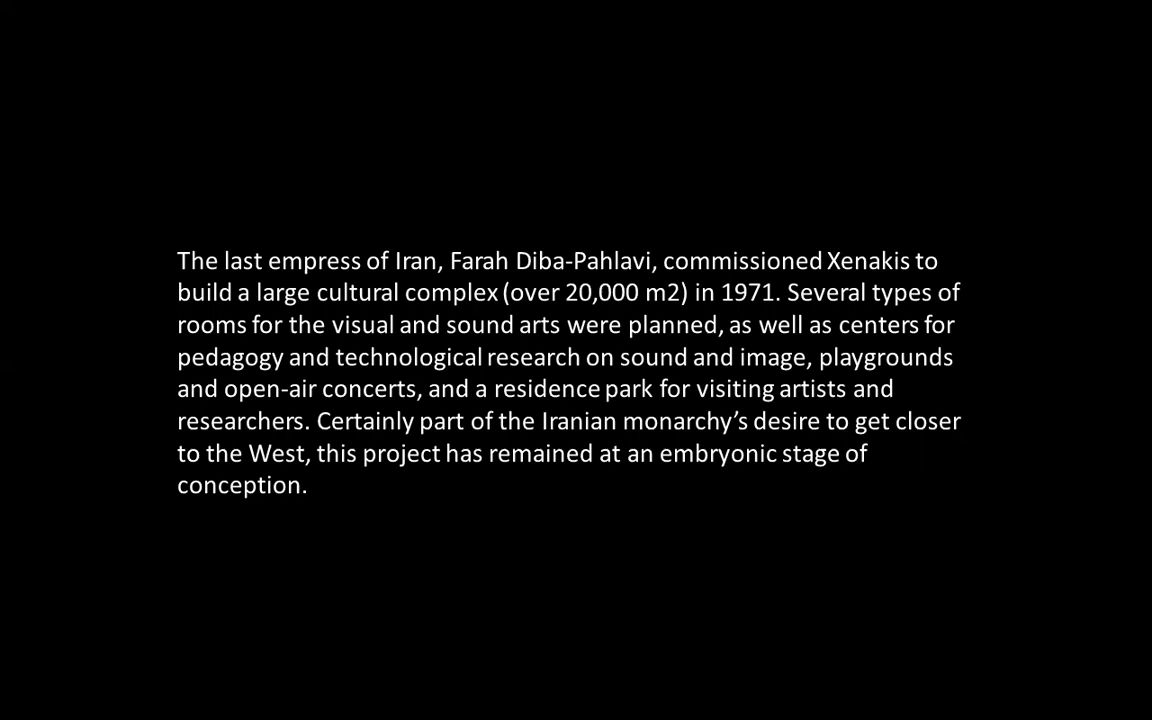 The last empress of Iran, Farah Diba-Pahlavi, commissioned Xenakis to
build a large cultural complex (over 20,000 m2) in 1971. Several types of
rooms for the visual and sound arts were planned, as well as centers for
pedagogy and technological research on sound and image, playgrounds
and open-air concerts, and a residence park for visiting artists and
researchers. Certainly part of the Iranian monarchy’s desire to get closer
to the West, this project has remained at an embryonic stage of
conception.